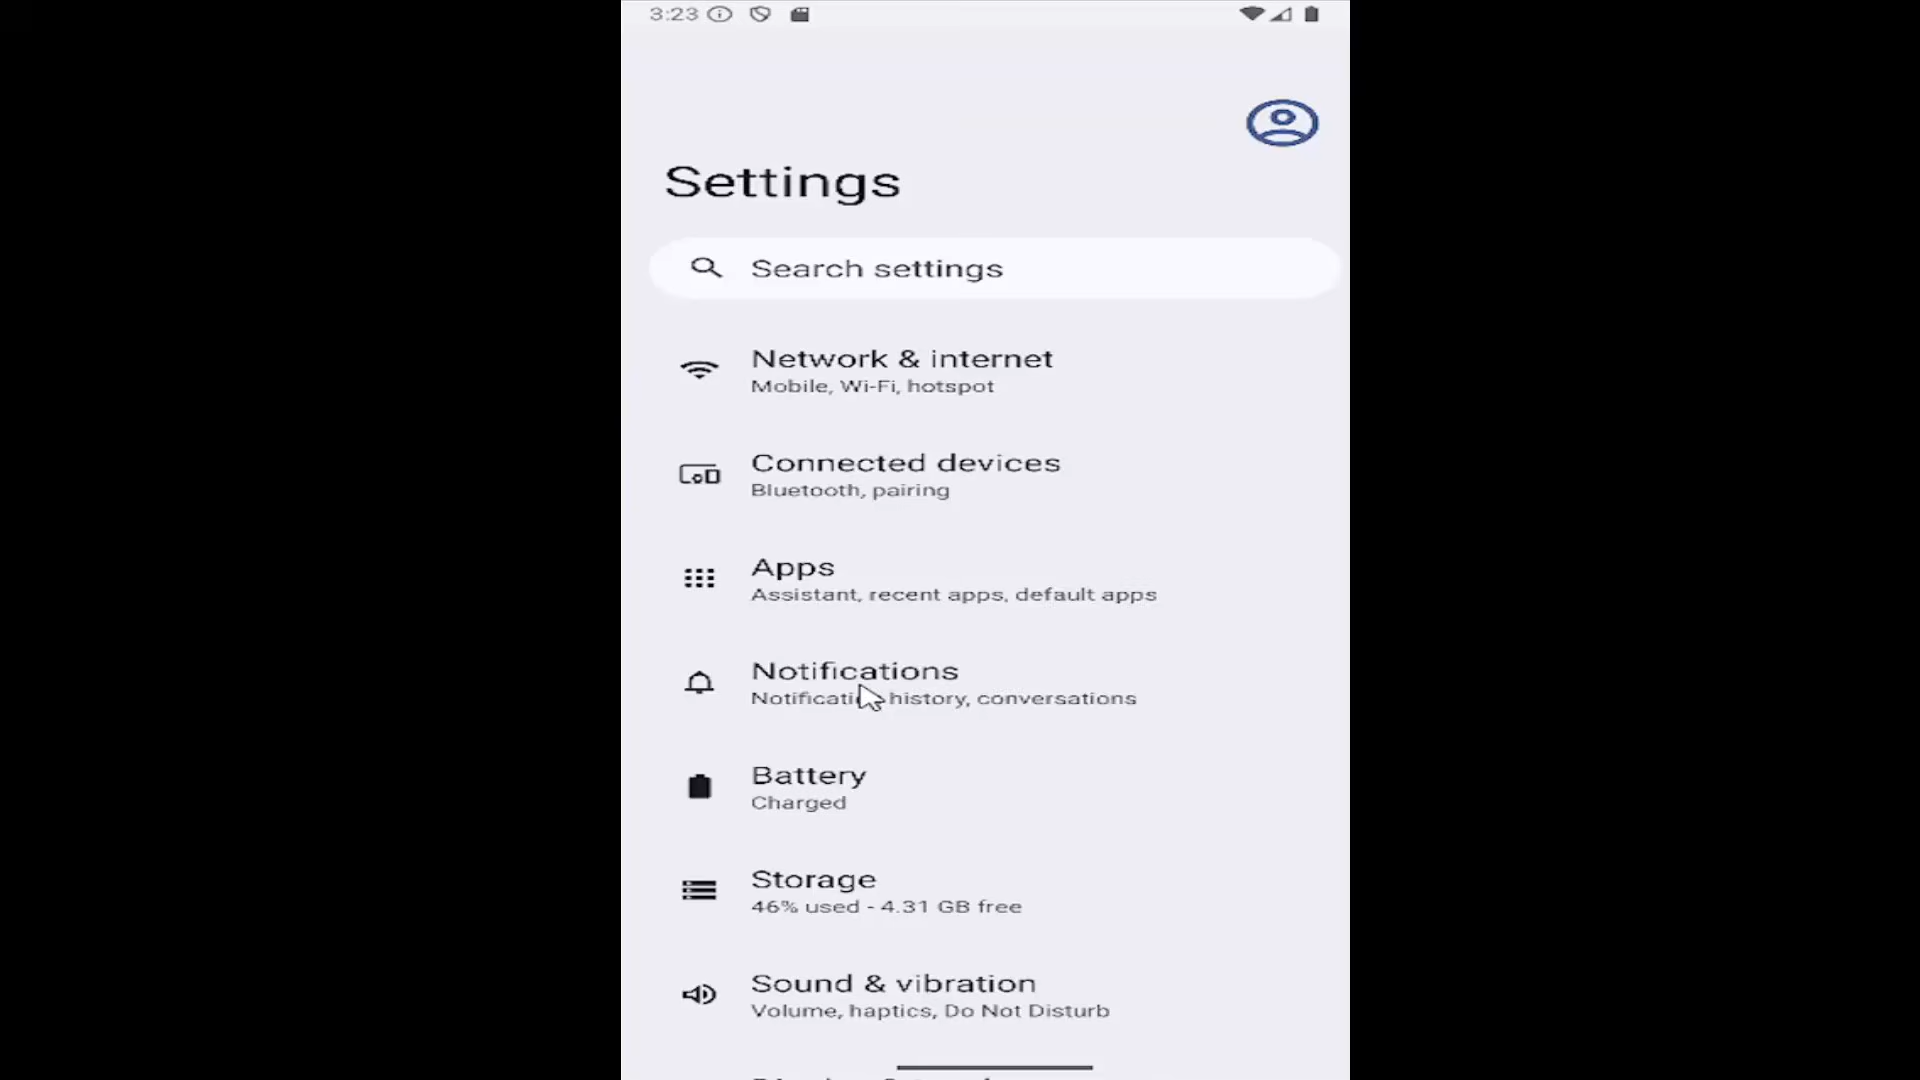 3:23
Settings
Search settings
Network & internet
Mobile, Wi-Fi, hotspot
Connected devices
Bluetooth, pairing
Apps
Assistant, recent apps, default apps
Notifications
history, conversations
Battery
Charged
Storage
46% used - 4.31 GB free
Sound & vibration
Volume, haptics, Do Not Disturb